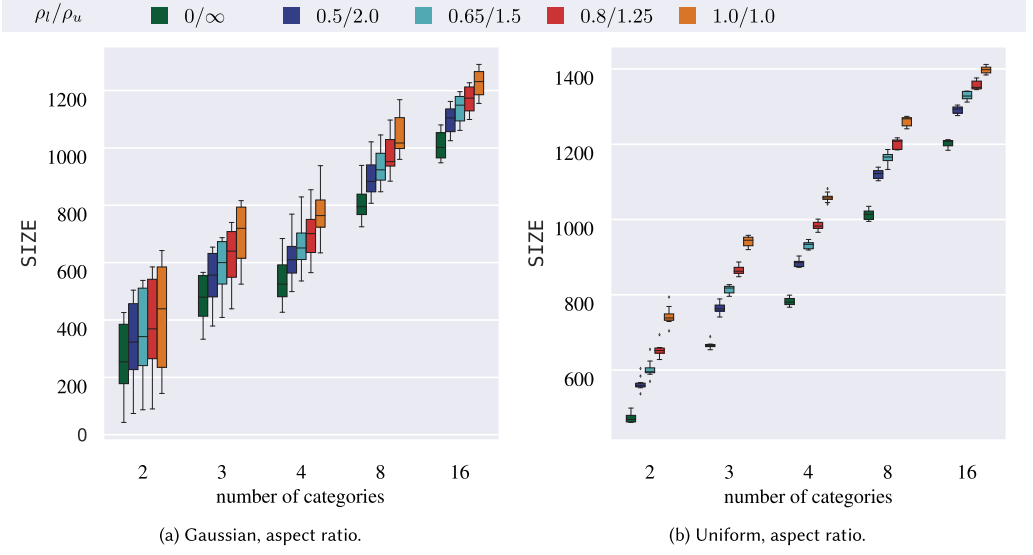 ρl/ρu 0/∞ 0.5/2.0 0.65/1.5 0.8/1.25 1.0/1.0
SIZE
1200
1000
800
600
400
200
0
2 3 4 8 16
number of categories
(a) Gaussian, aspect ratio.
SIZE
1400
1200
1000
800
600
2 3 4 8 16
number of categories
(b) Uniform, aspect ratio.